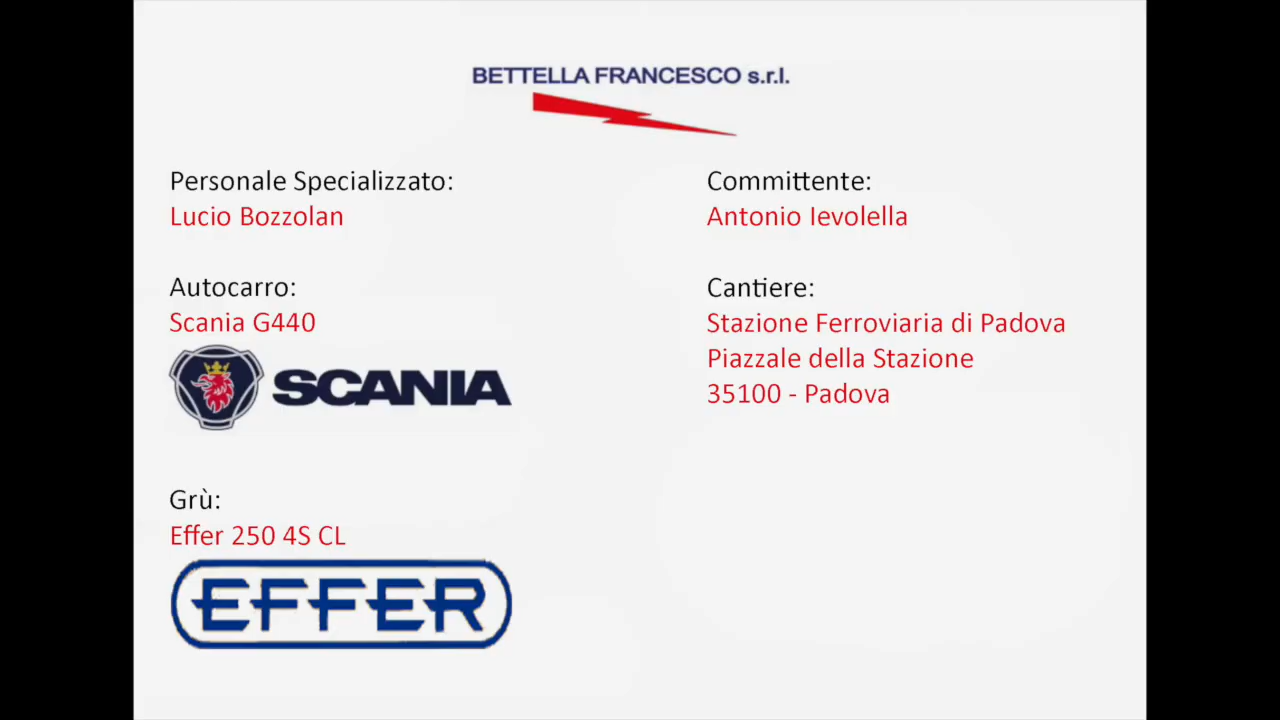 BETTELLA FRANCESCO s.r.l.
Personale Specializzato:
Lucio Bozzolan
Autocarro:
Scania G440
SCANIA
Grù:
Effer 250 4S CL
EFFER
Committente:
Antonio Ievolella
Cantiere:
Stazione Ferroviaria di Padova
Piazzale della Stazione
35100 - Padova